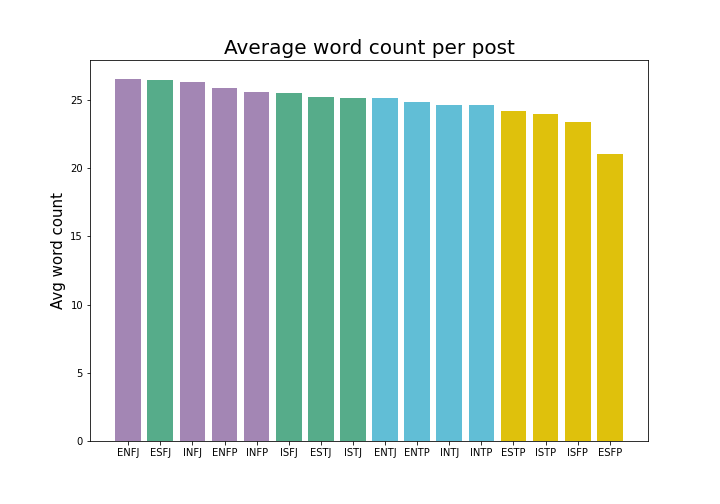 Average word count per post
Avg word count
25
20
15
10
5
0
ENFJ ESFJ INFJ ENFP INFP ISFJ ESTJ ISTJ ENTJ ENTP INTJ INTP ESTP ISTP ISFP ESFP